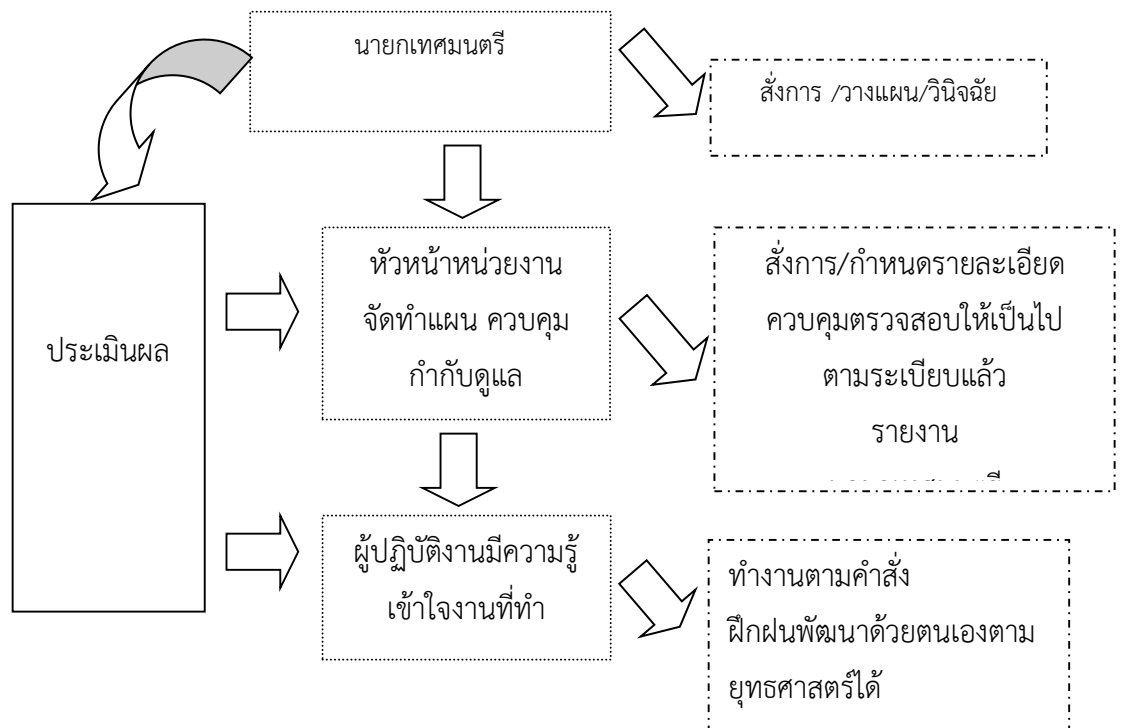 นายกเทศมนตรี
สั่งการ /วางแผน/วินิจฉัย
ประเมินผล
หัวหน้าหน่วยงาน
จัดทำแผน ควบคุม
กำกับดูแล
สั่งการ/กำหนดรายละเอียด
ควบคุมตรวจสอบให้เป็นไป
ตามระเบียบแล้ว
รายงาน
ผู้ปฏิบัติงานมีความรู้
เข้าใจงานที่ทำ
ทำงานตามคำสั่ง
ฝึกฝนพัฒนาด้วยตนเองตาม
ยุทธศาสตร์ได้